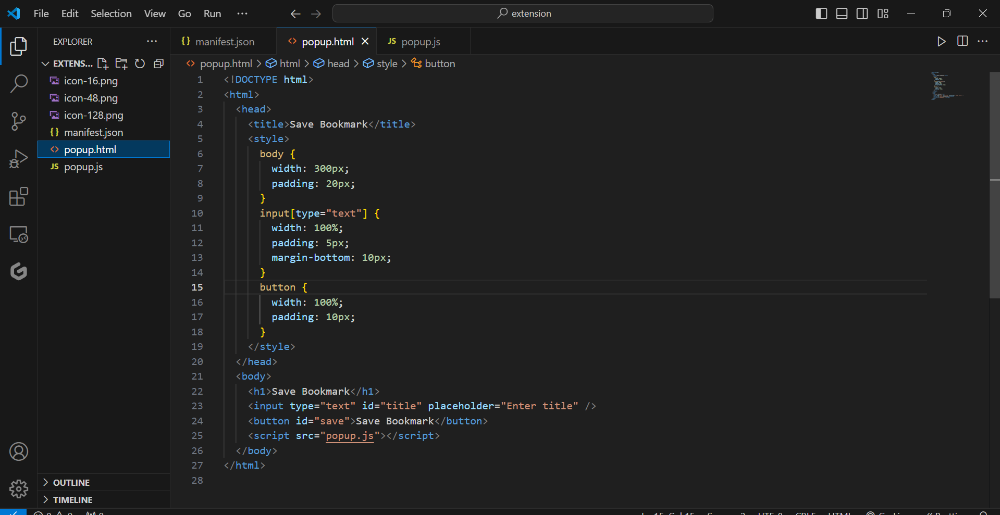 File Edit Selection View Go Run ··· extension
EXPLORER ···
EXTENS...
icon-16.png
icon-48.png
icon-128.png
{} manifest.json
<> popup.html
JS popup.js
OUTLINE
TIMELINE
{} manifest.json <> popup.html JS popup.js
<> popup.html > html > head > style > button
1 <!DOCTYPE html>
2 <html>
3 <head>
4 <title>Save Bookmark</title>
5 <style>
6 body {
7 width: 300px;
8 padding: 20px;
9 }
10 input[type="text"] {
11 width: 100%;
12 padding: 5px;
13 margin-bottom: 10px;
14 }
15 button {
16 width: 100%;
17 padding: 10px;
18 }
19 </style>
20 </head>
21 <body>
22 <h1>Save Bookmark</h1>
23 <input type="text" id="title" placeholder="Enter title" />
24 <button id="save">Save Bookmark</button>
25 <script src="popup.js"></script>
26 </body>
27 </html>
28